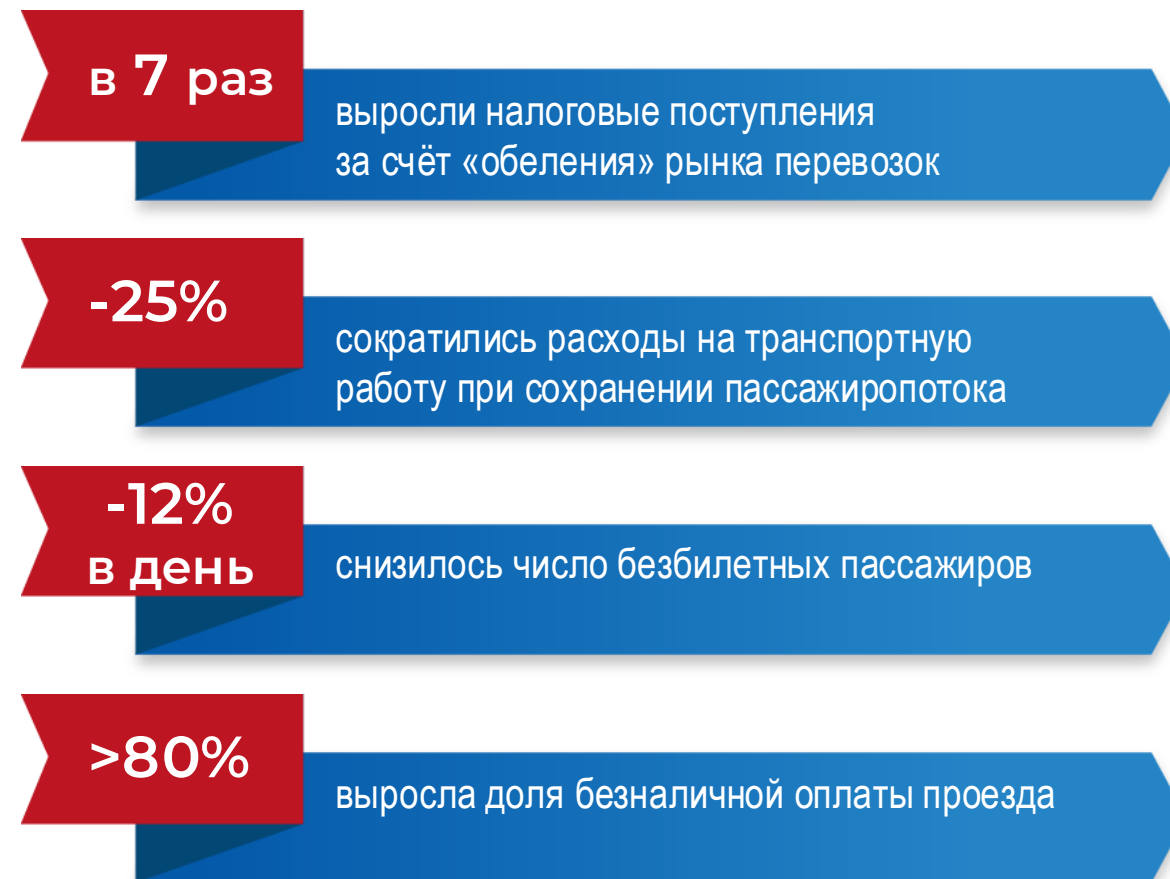 в 7 раз
выросли налоговые поступления
за счёт «обеления» рынка перевозок
-25%
сократились расходы на транспортную
работу при сохранении пассажиропотока
-12%
в день
снизилось число безбилетных пассажиров
>80%
выросла доля безналичной оплаты проезда